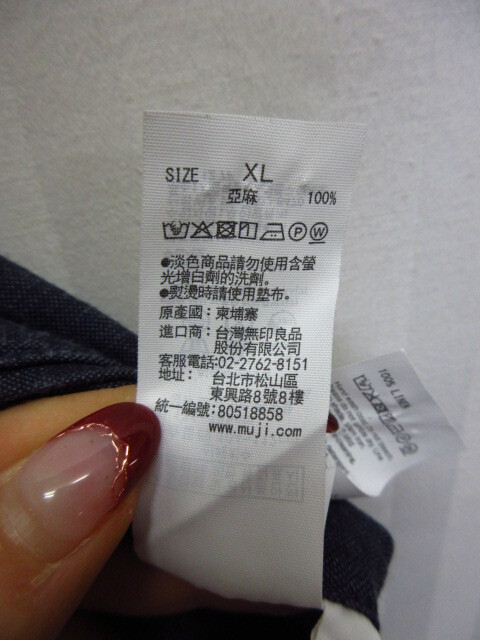 SIZE XL
亞麻 100%
P W
●淡色商品請勿使用含螢
光增白劑的洗劑。
●熨燙時請使用墊布。
原產國：柬埔寨
進口商：台灣無印良品
股份有限公司
客服電話:02-2762-8151
地址： 台北市松山區
東興路8號8樓
統一編號:80518858
www.muji.com
100% LINEN